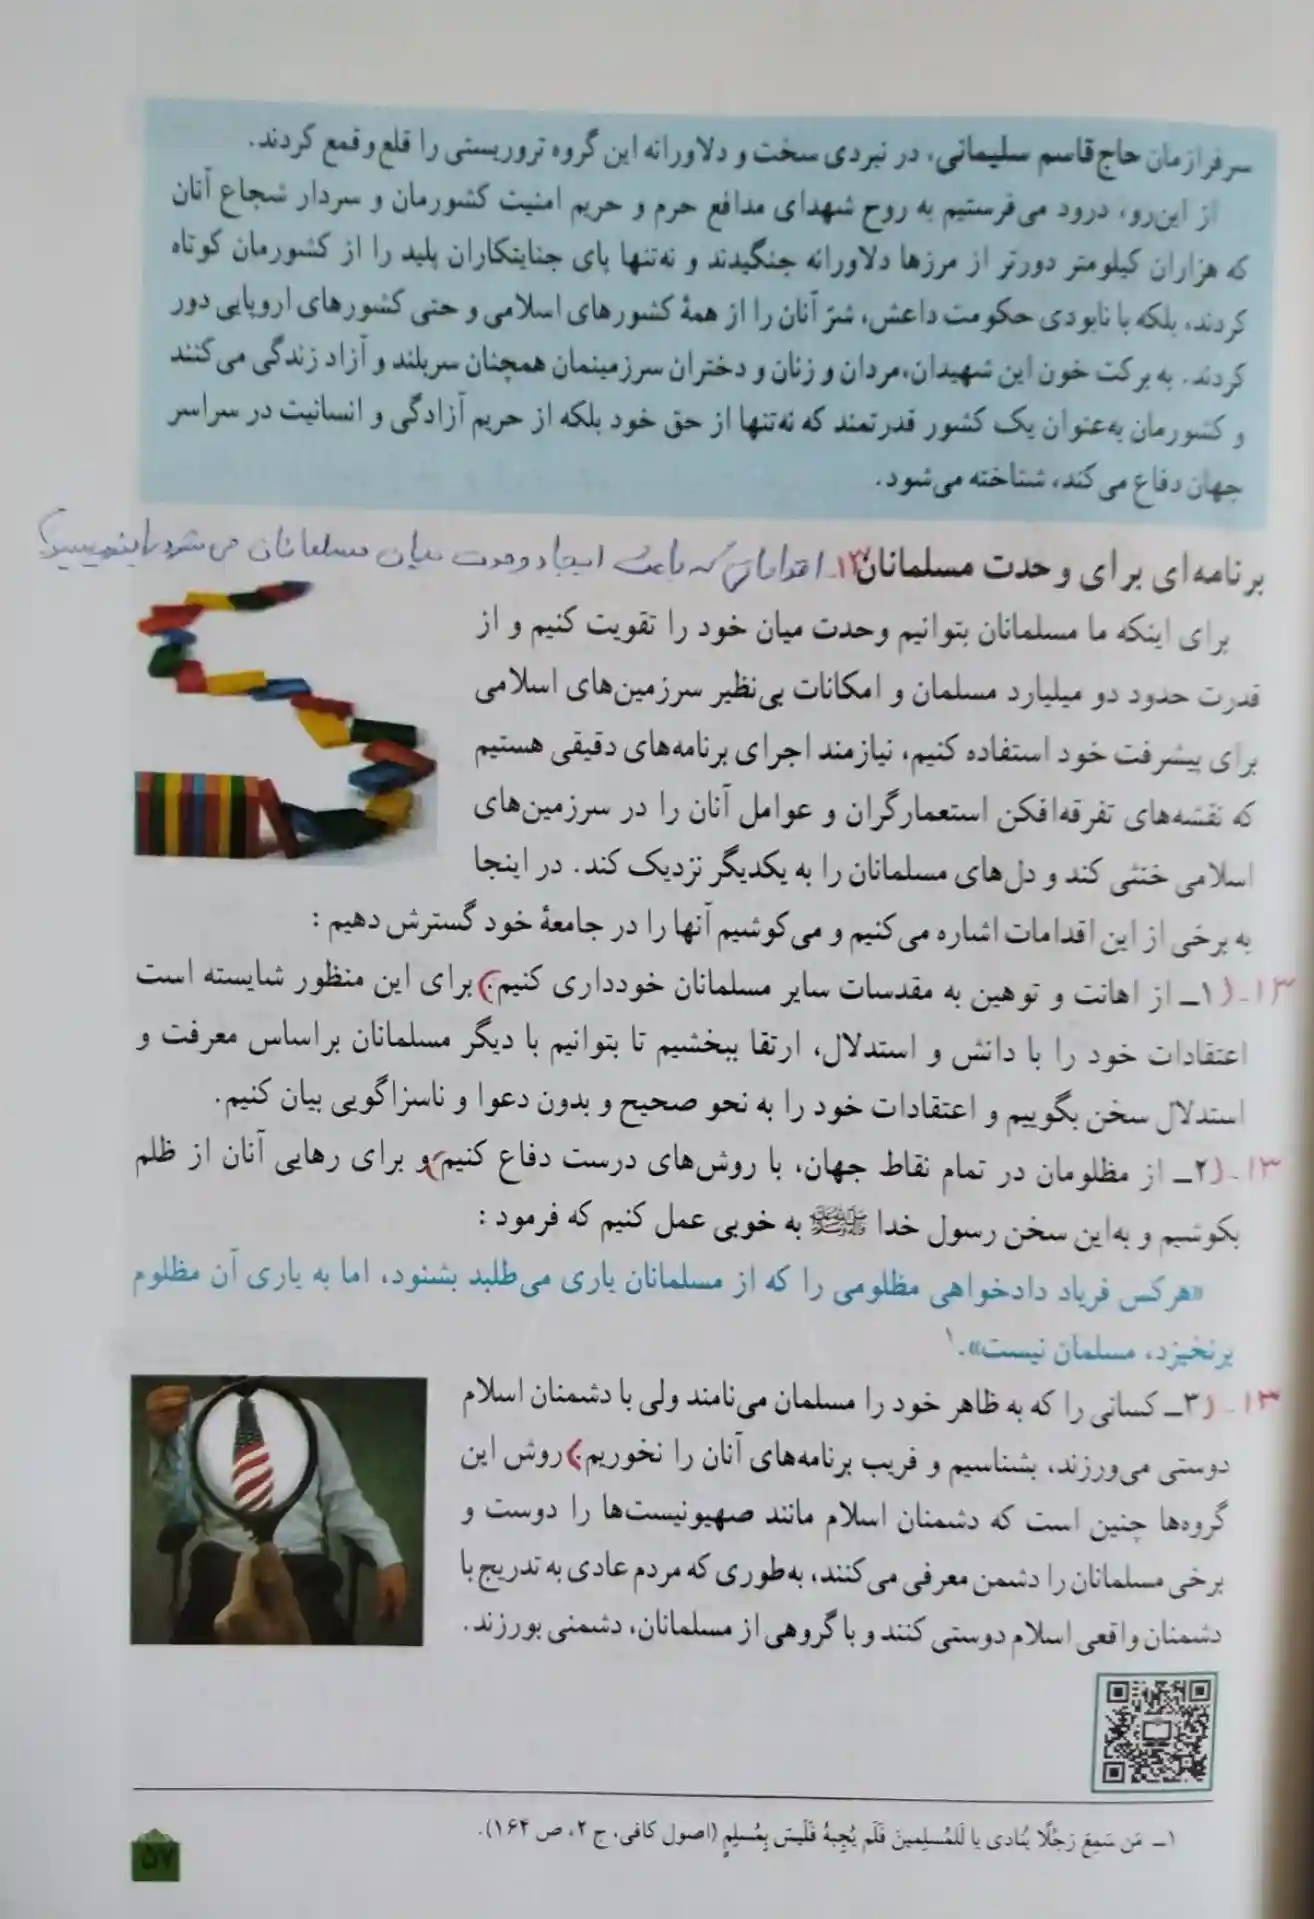 سرفرازمان حاج قاسم سلیمانی، در نبردی سخت و دلاورانه این گروه تروریستی را قلع و قمع کردند.
از این‌رو، درود می‌فرستیم به روح شهدای مدافع حرم و حریم امنیت کشورمان و سردار شجاع آنان
که هزاران کیلومتر دورتر از مرزها دلاورانه جنگیدند و نه‌تنها پای جنایتکاران پلید را از کشورمان کوتاه
کردند، بلکه با نابودی حکومت داعش، شرّ آنان را از همهٔ کشورهای اسلامی و حتی کشورهای اروپایی دور
کردند. به برکت خون این شهیدان، مردان و زنان و دختران سرزمینمان همچنان سربلند و آزاد زندگی می‌کنند
و کشورمان به‌عنوان یک کشور قدرتمند که نه‌تنها از حق خود بلکه از حریم آزادگی و انسانیت در سراسر
جهان دفاع می‌کند، شناخته می‌شود.
برنامه‌ای برای وحدت مسلمانان ۱۳ـ اقداماتی که باعث ایجاد وحدت میان مسلمانان می‌شود را بنویسید؟
برای اینکه ما مسلمانان بتوانیم وحدت میان خود را تقویت کنیم و از
قدرت حدود دو میلیارد مسلمان و امکانات بی‌نظیر سرزمین‌های اسلامی
برای پیشرفت خود استفاده کنیم، نیازمند اجرای برنامه‌های دقیقی هستیم
که نقشه‌های تفرقه‌افکن استعمارگران و عوامل آنان را در سرزمین‌های
اسلامی خنثی کند و دل‌های مسلمانان را به یکدیگر نزدیک کند. در اینجا
به برخی از این اقدامات اشاره می‌کنیم و می‌کوشیم آنها را در جامعهٔ خود گسترش دهیم :
۱۳ـ (۱ــ از اهانت و توهین به مقدسات سایر مسلمانان خودداری کنیم؛) برای این منظور شایسته است
اعتقادات خود را با دانش و استدلال، ارتقا ببخشیم تا بتوانیم با دیگر مسلمانان براساس معرفت و
استدلال سخن بگوییم و اعتقادات خود را به نحو صحیح و بدون دعوا و ناسزاگویی بیان کنیم.
۱۳ـ (۲ــ از مظلومان در تمام نقاط جهان، با روش‌های درست دفاع کنیم) و برای رهایی آنان از ظلم
بکوشیم و به‌این سخن رسول خدا ﷺ به خوبی عمل کنیم که فرمود :
«هرکس فریاد دادخواهی مظلومی را که از مسلمانان یاری می‌طلبد بشنود، اما به یاری آن مظلوم
برنخیزد، مسلمان نیست».۱
۱۳ـ (۳ــ کسانی را که به ظاهر خود را مسلمان می‌نامند ولی با دشمنان اسلام
دوستی می‌ورزند، بشناسیم و فریب برنامه‌های آنان را نخوریم؛) روش این
گروه‌ها چنین است که دشمنان اسلام مانند صهیونیست‌ها را دوست و
برخی مسلمانان را دشمن معرفی می‌کنند، به‌طوری که مردم عادی به تدریج با
دشمنان واقعی اسلام دوستی کنند و با گروهی از مسلمانان، دشمنی بورزند.
۱ــ مَن سَمِعَ رَجُلًا یُنادی یا لَلمُسلِمینَ فَلَم یُجِبهُ فَلَیسَ بِمُسلِمٍ (اصول کافی، ج ۲، ص ۱۶۴).
۵۷